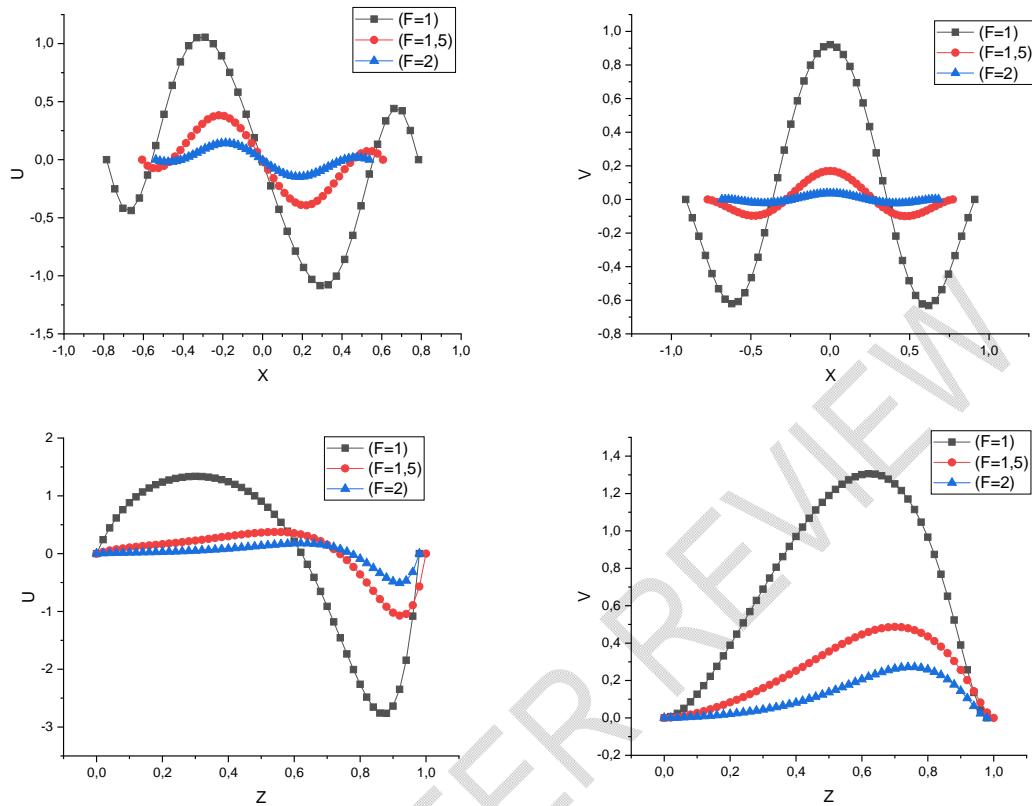 (F=1)
(F=1,5)
(F=2)
1,0
0,5
0,0
-0,5
-1,0
-1,5
U
-1,0 -0,8 -0,6 -0,4 -0,2 0,0 0,2 0,4 0,6 0,8 1,0
X
(F=1)
(F=1,5)
(F=2)
1,0
0,8
0,6
0,4
0,2
0,0
-0,2
-0,4
-0,6
-0,8
V
-1,0 -0,5 0,0 0,5 1,0
X
(F=1)
(F=1,5)
(F=2)
2
1
0
-1
-2
-3
U
0,0 0,2 0,4 0,6 0,8 1,0
Z
(F=1)
(F=1,5)
(F=2)
1,4
1,2
1,0
0,8
0,6
0,4
0,2
0,0
-0,2
V
0,0 0,2 0,4 0,6 0,8 1,0
Z
ER REVIEW